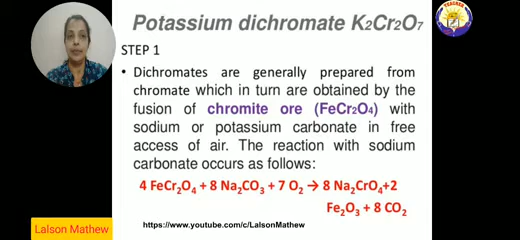 Potassium dichromate K2Cr2O7
STEP 1
• Dichromates are generally prepared from
chromate which in turn are obtained by the
fusion of chromite ore (FeCr2O4) with
sodium or potassium carbonate in free
access of air. The reaction with sodium
carbonate occurs as follows:
4 FeCr2O4 + 8 Na2CO3 + 7 O2 → 8 Na2CrO4+2
Fe2O3 + 8 CO2
Lalson Mathew
https://www.youtube.com/c/LalsonMathew